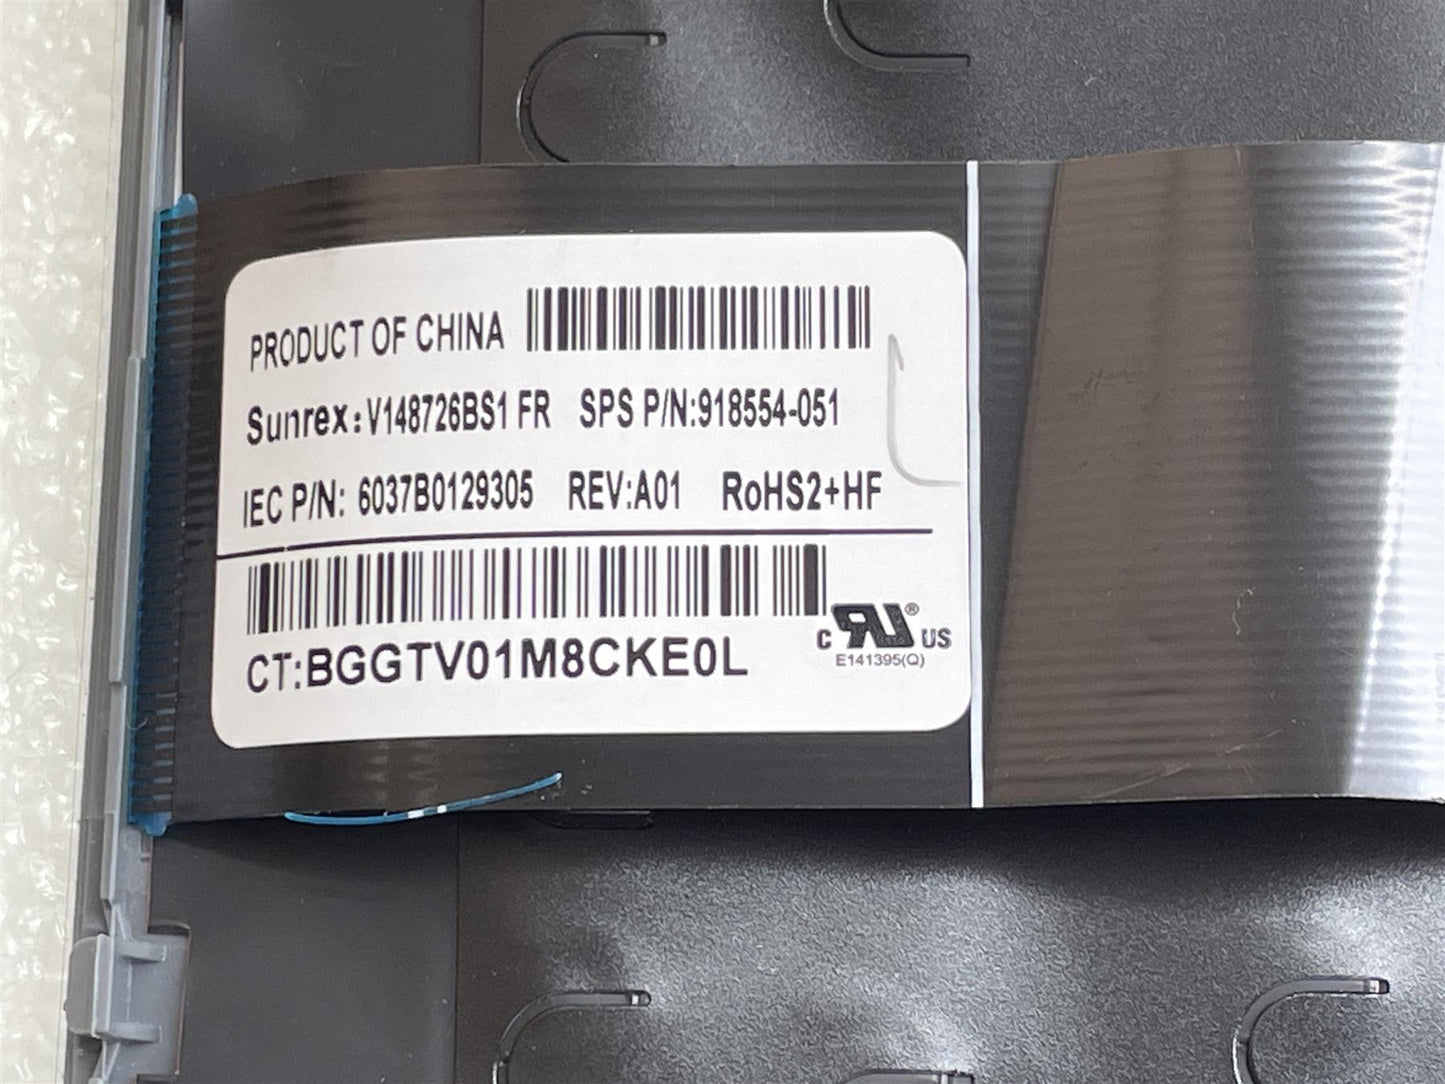 PRODUCT OF CHINA
Sunrex:V148726BS1 FR SPS P/N:918554-051
IEC P/N: 6037B0129305 REV:A01 RoHS2+HF
CT:BGGTV01M8CKE0L
C RU ® US
E141395(Q)